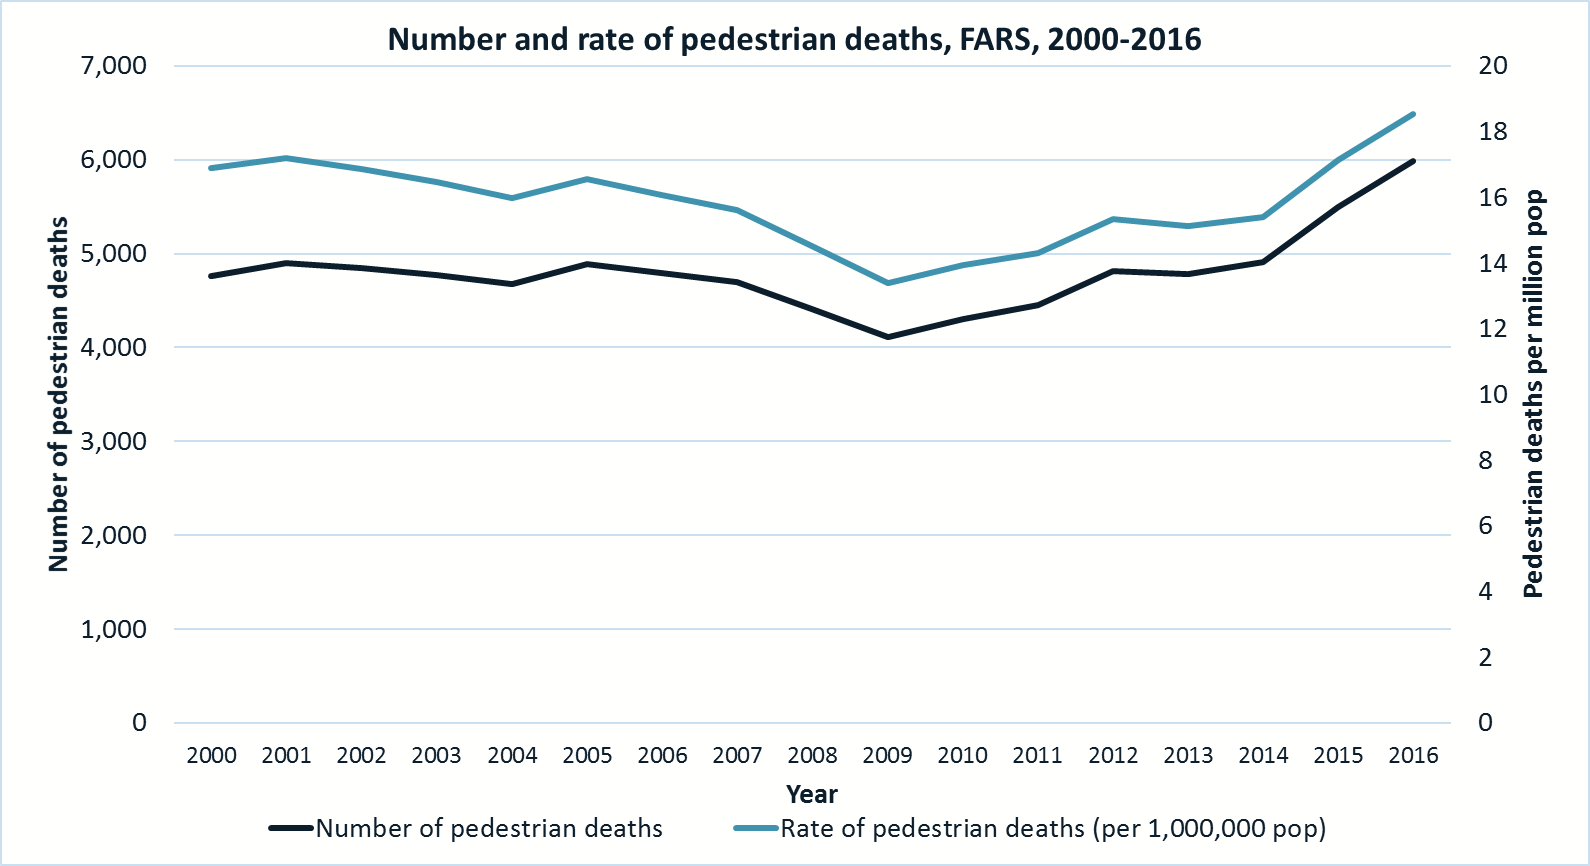 Number and rate of pedestrian deaths, FARS, 2000-2016
7,000
6,000
5,000
4,000
3,000
2,000
1,000
0
Number of pedestrian deaths
20
18
16
14
12
10
8
6
4
2
0
Pedestrian deaths per million pop
2000 2001 2002 2003 2004 2005 2006 2007 2008 2009 2010 2011 2012 2013 2014 2015 2016
Year
Number of pedestrian deaths
Rate of pedestrian deaths (per 1,000,000 pop)